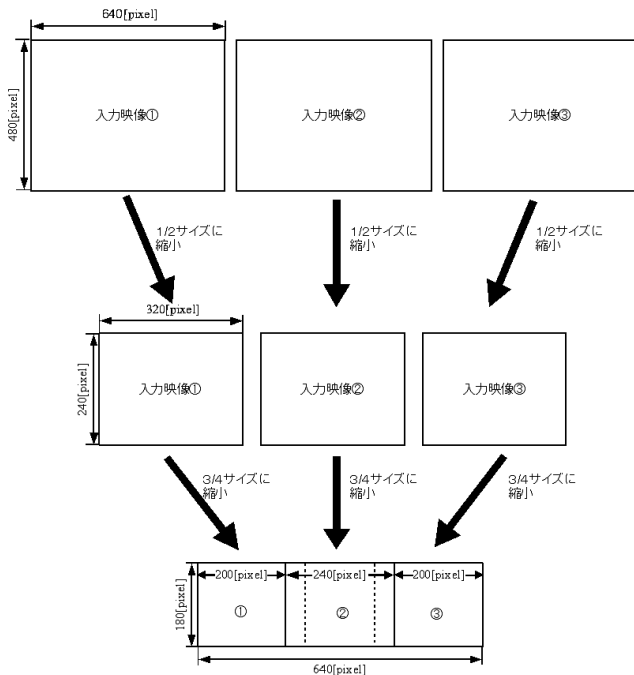 640[pixel]
480[pixel]
入力映像①
入力映像②
入力映像③
1/2サイズに
縮小
1/2サイズに
縮小
1/2サイズに
縮小
320[pixel]
240[pixel]
入力映像①
入力映像②
入力映像③
3/4サイズに
縮小
3/4サイズに
縮小
3/4サイズに
縮小
200[pixel]
240[pixel]
200[pixel]
180[pixel]
①
②
③
640[pixel]